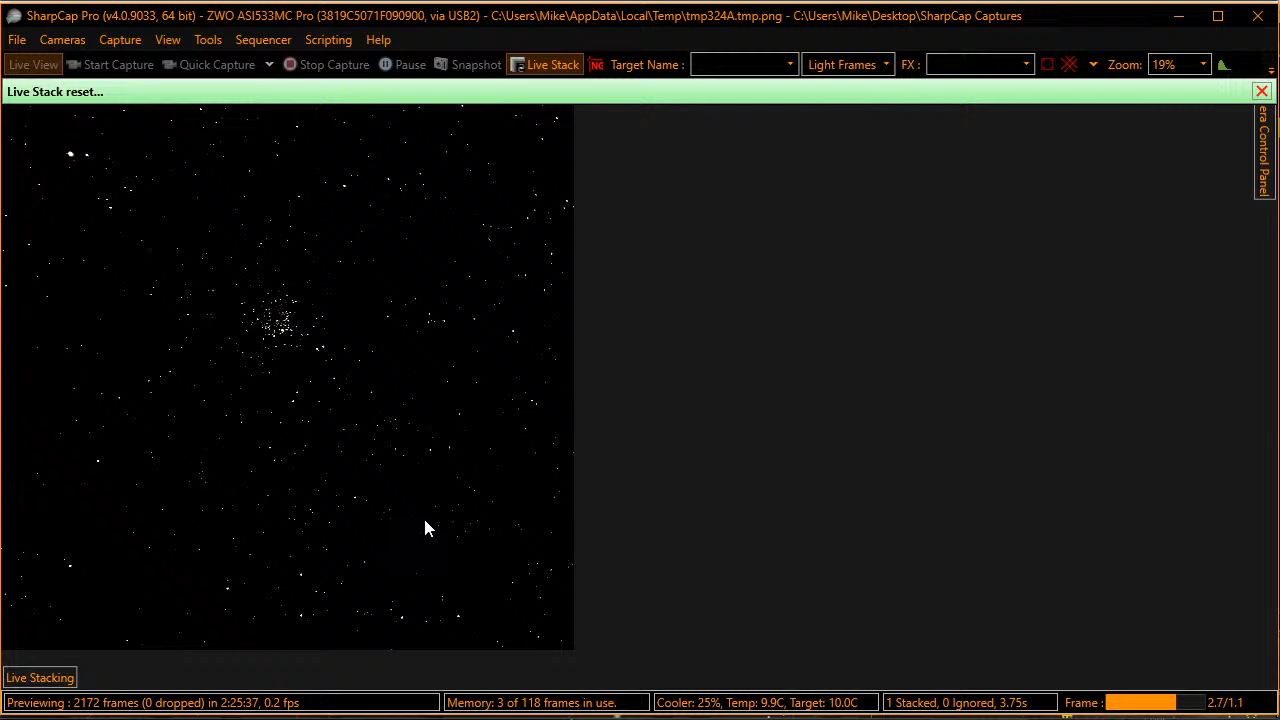 SharpCap Pro (v4.0.9033, 64 bit) - ZWO ASI533MC Pro (3819C5071F090900, via USB2) - C:\Users\Mike\AppData\Local\Temp\tmp324A.tmp.png - C:\Users\Mike\Desktop\SharpCap Captures
File Cameras Capture View Tools Sequencer Scripting Help
Live View Start Capture Quick Capture Stop Capture Pause Snapshot Live Stack NC Target Name : Light Frames FX : Zoom: 19%
Live Stack reset...
era Control Panel
Live Stacking
Previewing : 2172 frames (0 dropped) in 2:25:37, 0.2 fps Memory: 3 of 118 frames in use. Cooler: 25%, Temp: 9.9C, Target: 10.0C 1 Stacked, 0 Ignored, 3.75s Frame : 2.7/1.1